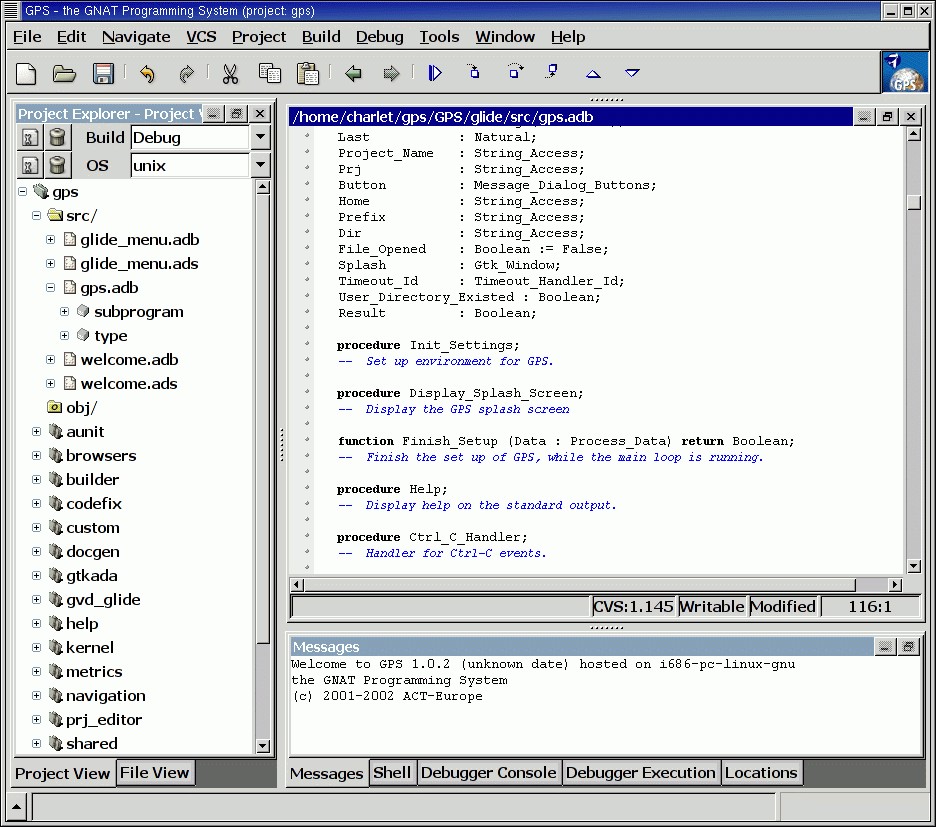 GPS - the GNAT Programming System (project: gps)
File Edit Navigate VCS Project Build Debug Tools Window Help
GPS
Project Explorer - Project V
Build Debug
OS unix
gps
src/
glide_menu.adb
glide_menu.ads
gps.adb
subprogram
type
welcome.adb
welcome.ads
obj/
aunit
browsers
builder
codefix
custom
docgen
gtkada
gvd_glide
help
kernel
metrics
navigation
prj_editor
shared
Project View File View
/home/charlet/gps/GPS/glide/src/gps.adb
Last : Natural;
Project_Name : String_Access;
Prj : String_Access;
Button : Message_Dialog_Buttons;
Home : String_Access;
Prefix : String_Access;
Dir : String_Access;
File_Opened : Boolean := False;
Splash : Gtk_Window;
Timeout_Id : Timeout_Handler_Id;
User_Directory_Existed : Boolean;
Result : Boolean;
procedure Init_Settings;
-- Set up environment for GPS.
procedure Display_Splash_Screen;
-- Display the GPS splash screen
function Finish_Setup (Data : Process_Data) return Boolean;
-- Finish the set up of GPS, while the main loop is running.
procedure Help;
-- Display help on the standard output.
procedure Ctrl_C_Handler;
-- Handler for Ctrl-C events.
CVS:1.145 Writable Modified 116:1
Messages
Welcome to GPS 1.0.2 (unknown date) hosted on i686-pc-linux-gnu
the GNAT Programming System
(c) 2001-2002 ACT-Europe
Messages Shell Debugger Console Debugger Execution Locations